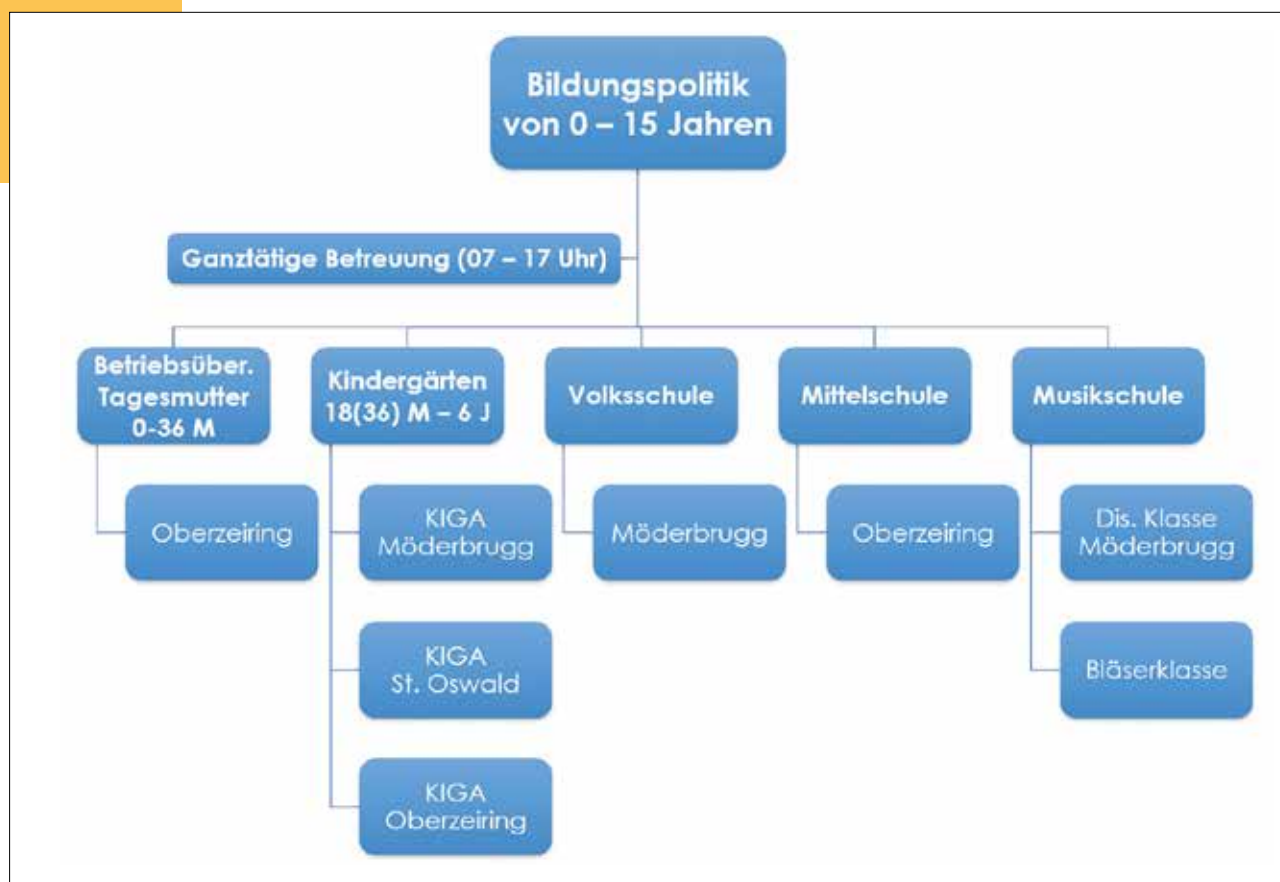 Bildungspolitik
von 0 – 15 Jahren
Ganztätige Betreuung (07 – 17 Uhr)
Betriebsüber.
Tagesmutter
0-36 M
Kindergärten
18(36) M – 6 J
Volksschule
Mittelschule
Musikschule
Oberzeiring
KIGA
Möderbrugg
Möderbrugg
Oberzeiring
Dis. Klasse
Möderbrugg
KIGA
St. Oswald
Bläserklasse
KIGA
Oberzeiring